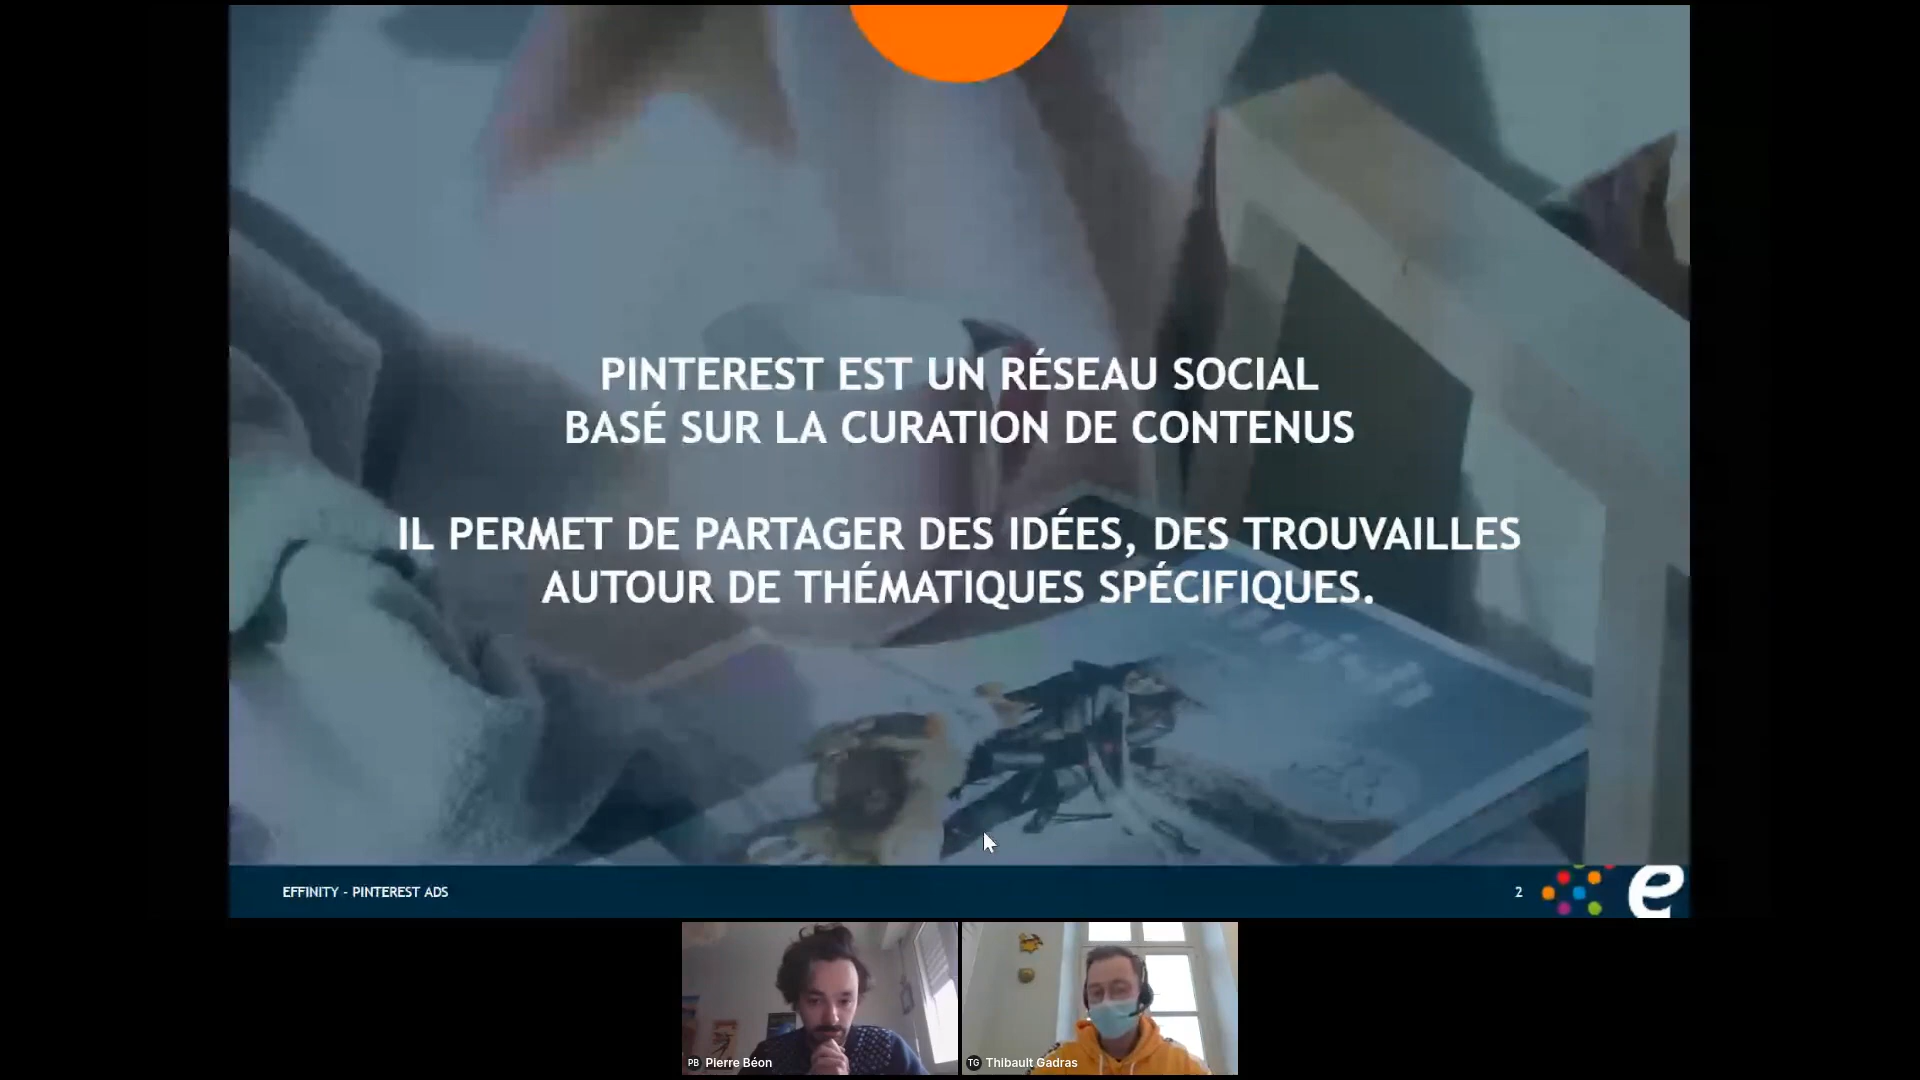 PINTEREST EST UN RÉSEAU SOCIAL
BASÉ SUR LA CURATION DE CONTENUS
IL PERMET DE PARTAGER DES IDÉES, DES TROUVAILLES
AUTOUR DE THÉMATIQUES SPÉCIFIQUES.
EFFINITY - PINTEREST ADS
2
e
PB Pierre Béon
TG Thibault Gadras